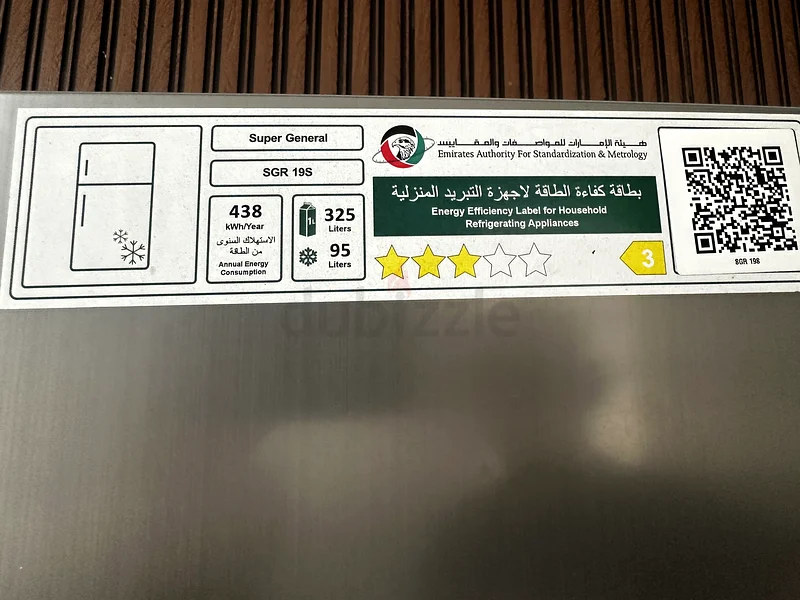 Super General
SGR 19S
438
kWh/Year
الاستهلاك السنوى
من الطاقة
Annual Energy
Consumption
1L
325
Liters
95
Liters
هيئة الإمارات للمواصفات والمقاييس
Emirates Authority For Standardization & Metrology
بطاقة كفاءة الطاقة لاجهزة التبريد المنزلية
Energy Efficiency Label for Household
Refrigerating Appliances
3
SGR 19S
dubizzle